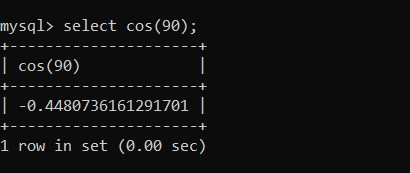 mysql> select cos(90);
+---------------------+
| cos(90)             |
+---------------------+
| -0.4480736161291701 |
+---------------------+
1 row in set (0.00 sec)